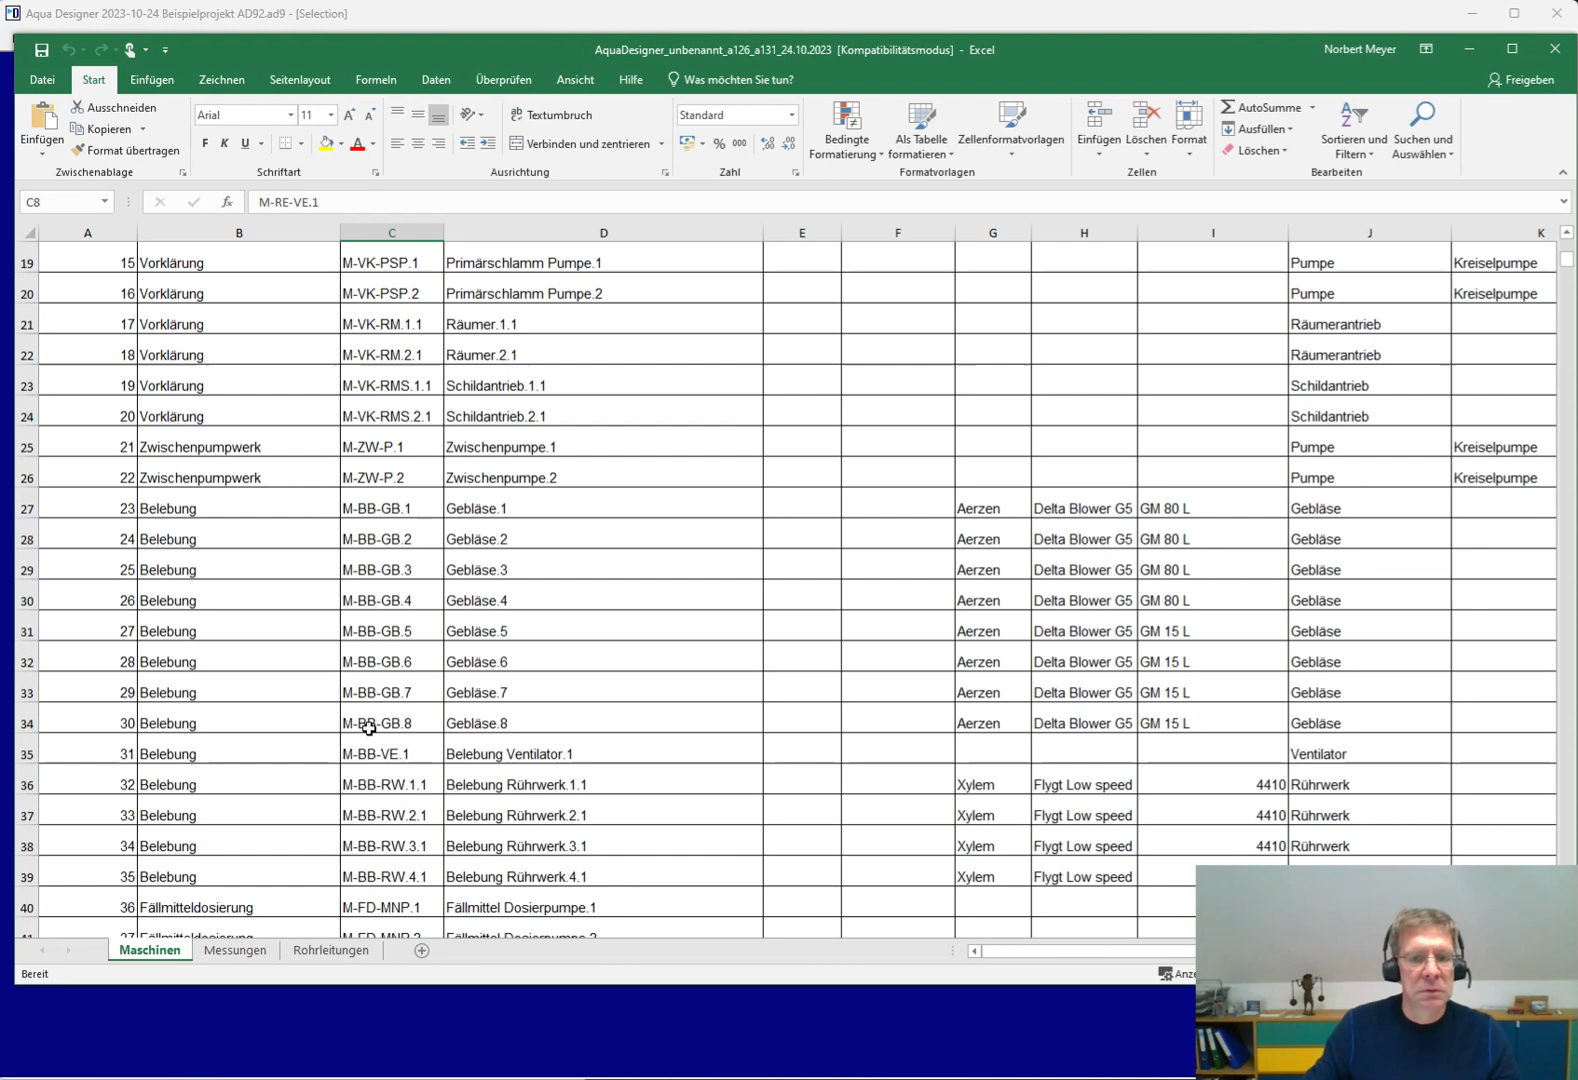 Aqua Designer 2023-10-24 Beispielprojekt AD92.ad9 - [Selection]
AquaDesigner_unbenannt_a126_a131_24.10.2023 [Kompatibilitätsmodus] - Excel
Norbert Meyer
Datei Start Einfügen Zeichnen Seitenlayout Formeln Daten Überprüfen Ansicht Hilfe Was möchten Sie tun? Freigeben
Einfügen
Ausschneiden
Kopieren
Format übertragen
Zwischenablage
Arial 11
F K U
Schriftart
Textumbruch
Verbinden und zentrieren
Ausrichtung
Standard
% 000
Zahl
Bedingte Formatierung
Als Tabelle formatieren
Zellenformatvorlagen
Formatvorlagen
Einfügen Löschen Format
Zellen
AutoSumme
Ausfüllen
Löschen
Sortieren und Filtern
Suchen und Auswählen
Bearbeiten
C8 fx M-RE-VE.1
A B C D E F G H I J K
19 15 Vorklärung M-VK-PSP.1 Primärschlamm Pumpe.1 Pumpe Kreiselpumpe
20 16 Vorklärung M-VK-PSP.2 Primärschlamm Pumpe.2 Pumpe Kreiselpumpe
21 17 Vorklärung M-VK-RM.1.1 Räumer.1.1 Räumerantrieb
22 18 Vorklärung M-VK-RM.2.1 Räumer.2.1 Räumerantrieb
23 19 Vorklärung M-VK-RMS.1.1 Schildantrieb.1.1 Schildantrieb
24 20 Vorklärung M-VK-RMS.2.1 Schildantrieb.2.1 Schildantrieb
25 21 Zwischenpumpwerk M-ZW-P.1 Zwischenpumpe.1 Pumpe Kreiselpumpe
26 22 Zwischenpumpwerk M-ZW-P.2 Zwischenpumpe.2 Pumpe Kreiselpumpe
27 23 Belebung M-BB-GB.1 Gebläse.1 Aerzen Delta Blower G5 GM 80 L Gebläse
28 24 Belebung M-BB-GB.2 Gebläse.2 Aerzen Delta Blower G5 GM 80 L Gebläse
29 25 Belebung M-BB-GB.3 Gebläse.3 Aerzen Delta Blower G5 GM 80 L Gebläse
30 26 Belebung M-BB-GB.4 Gebläse.4 Aerzen Delta Blower G5 GM 80 L Gebläse
31 27 Belebung M-BB-GB.5 Gebläse.5 Aerzen Delta Blower G5 GM 15 L Gebläse
32 28 Belebung M-BB-GB.6 Gebläse.6 Aerzen Delta Blower G5 GM 15 L Gebläse
33 29 Belebung M-BB-GB.7 Gebläse.7 Aerzen Delta Blower G5 GM 15 L Gebläse
34 30 Belebung M-BB-GB.8 Gebläse.8 Aerzen Delta Blower G5 GM 15 L Gebläse
35 31 Belebung M-BB-VE.1 Belebung Ventilator.1 Ventilator
36 32 Belebung M-BB-RW.1.1 Belebung Rührwerk.1.1 Xylem Flygt Low speed 4410 Rührwerk
37 33 Belebung M-BB-RW.2.1 Belebung Rührwerk.2.1 Xylem Flygt Low speed 4410 Rührwerk
38 34 Belebung M-BB-RW.3.1 Belebung Rührwerk.3.1 Xylem Flygt Low speed 4410 Rührwerk
39 35 Belebung M-BB-RW.4.1 Belebung Rührwerk.4.1 Xylem Flygt Low speed
40 36 Fällmitteldosierung M-FD-MNP.1 Fällmittel Dosierpumpe.1
Maschinen Messungen Rohrleitungen
Bereit